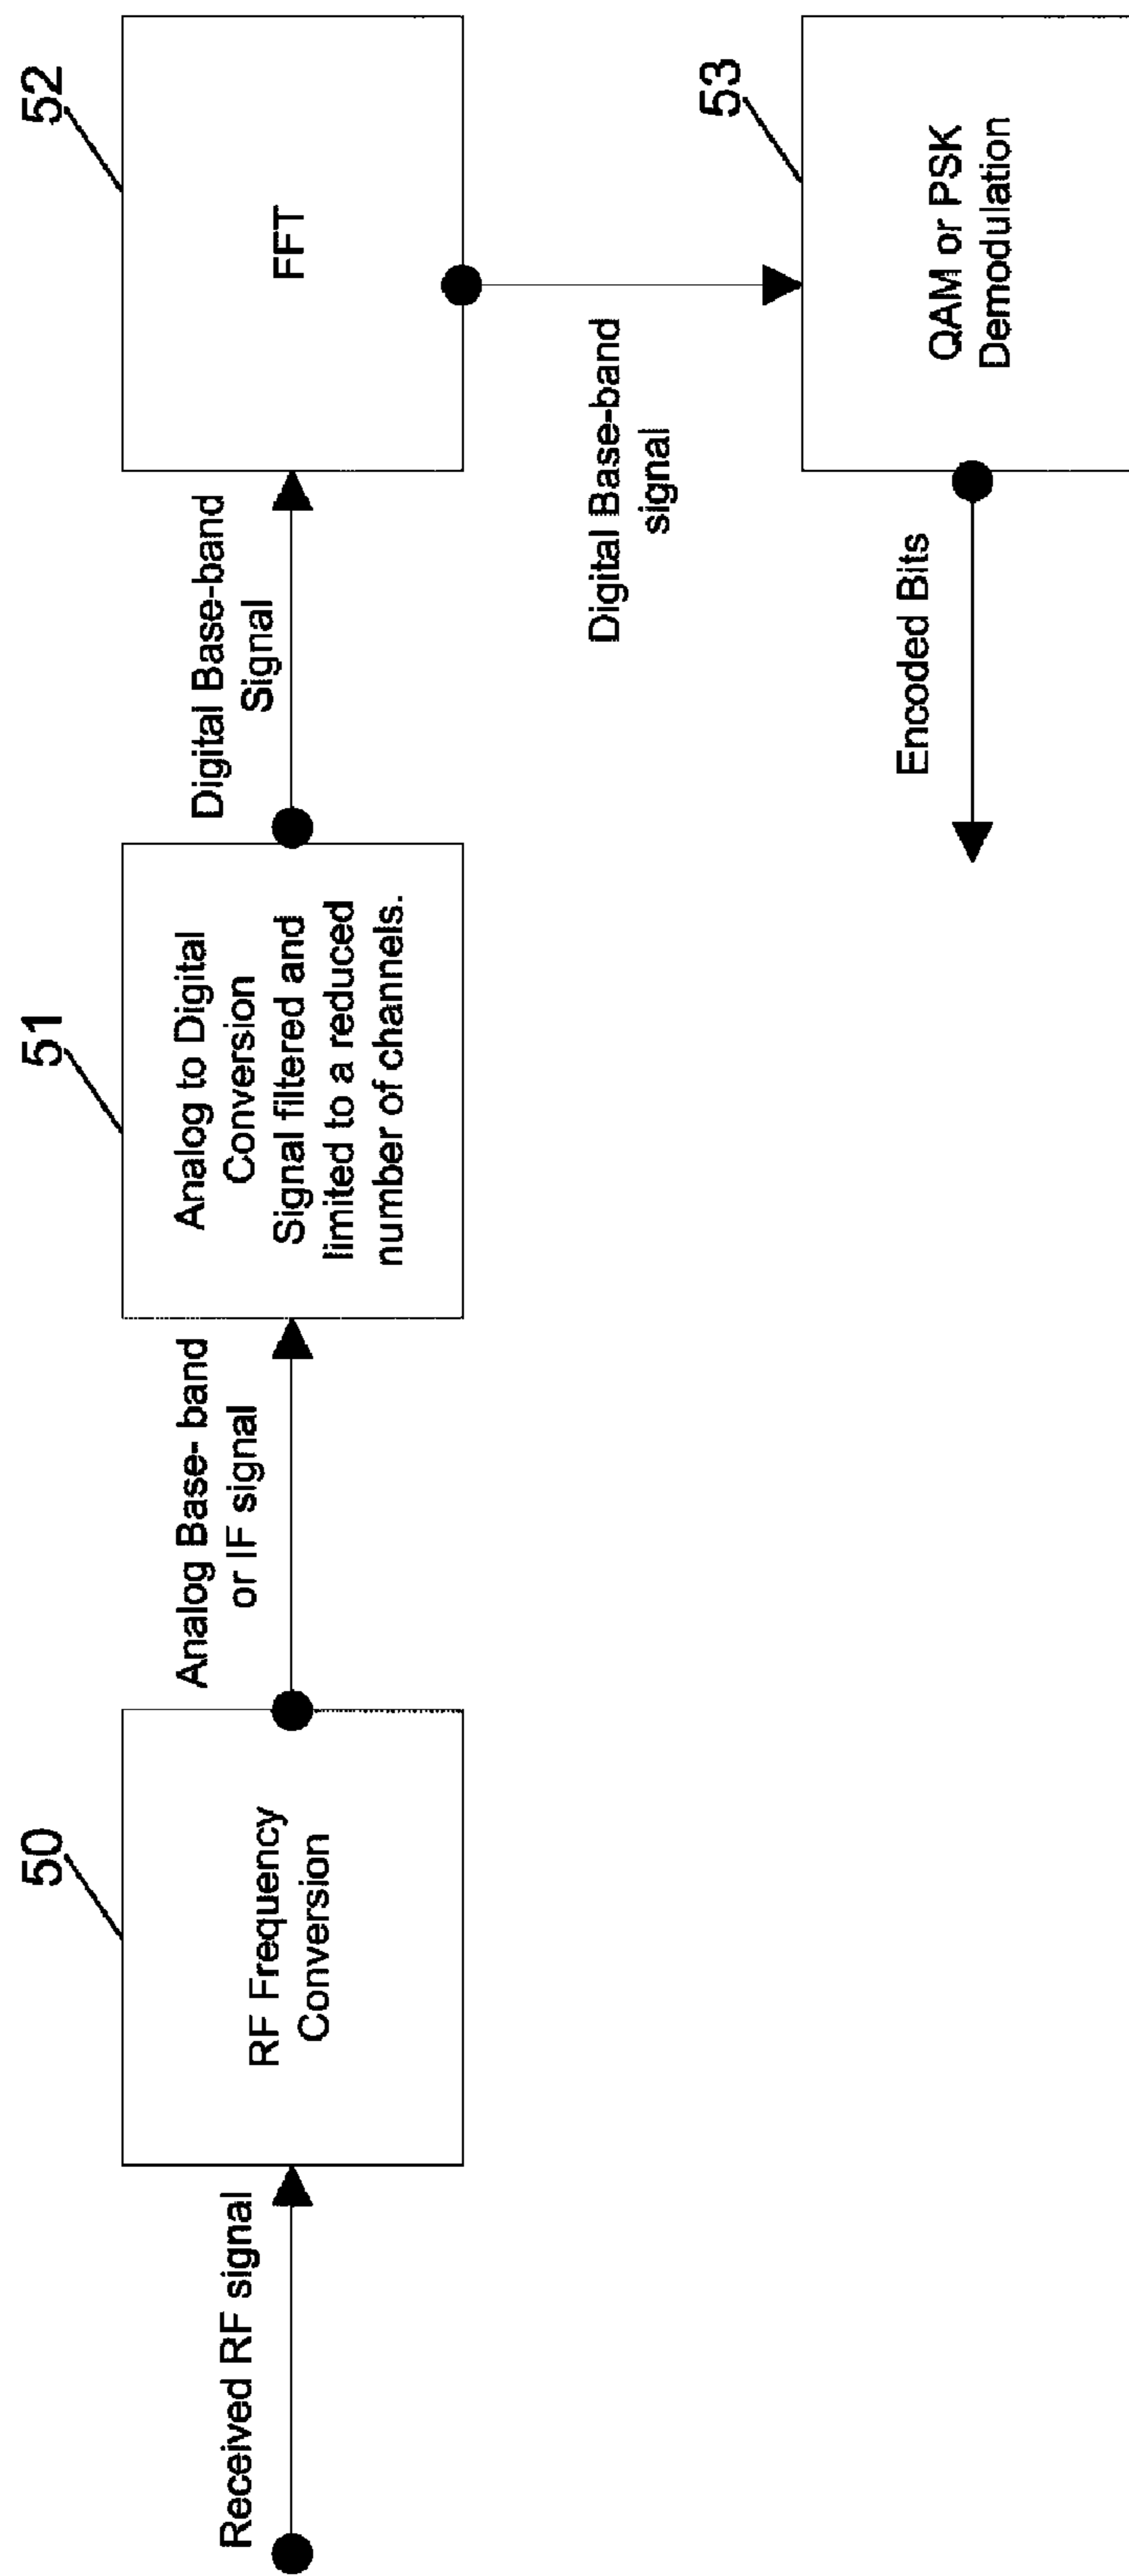 Received RF signal
50
RF Frequency
Conversion
Analog Base- band
or IF signal
51
Analog to Digital
Conversion
Signal filtered and
limited to a reduced
number of channels.
Digital Base-band
Signal
52
FFT
Digital Base-band
signal
53
QAM or PSK
Demodulation
Encoded Bits